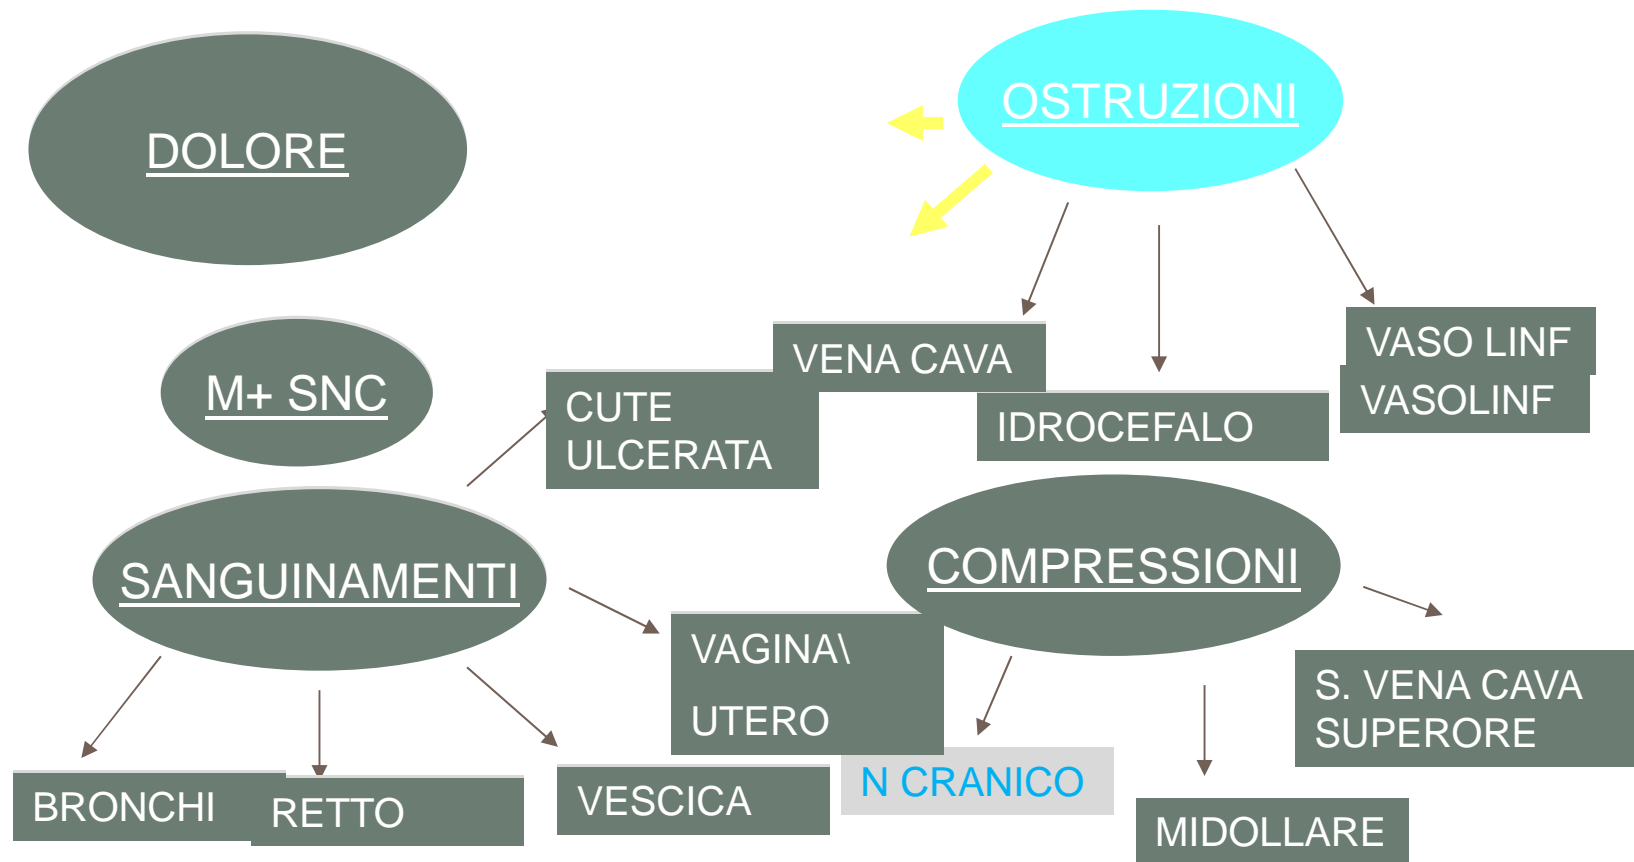 DOLORE
OSTRUZIONI
M+ SNC
VENA CAVA
VASO LINF
VASOLINF
CUTE
ULCERATA
IDROCEFALO
SANGUINAMENTI
COMPRESSIONI
VAGINA\
UTERO
S. VENA CAVA
SUPERORE
N CRANICO
BRONCHI
RETTO
VESCICA
MIDOLLARE